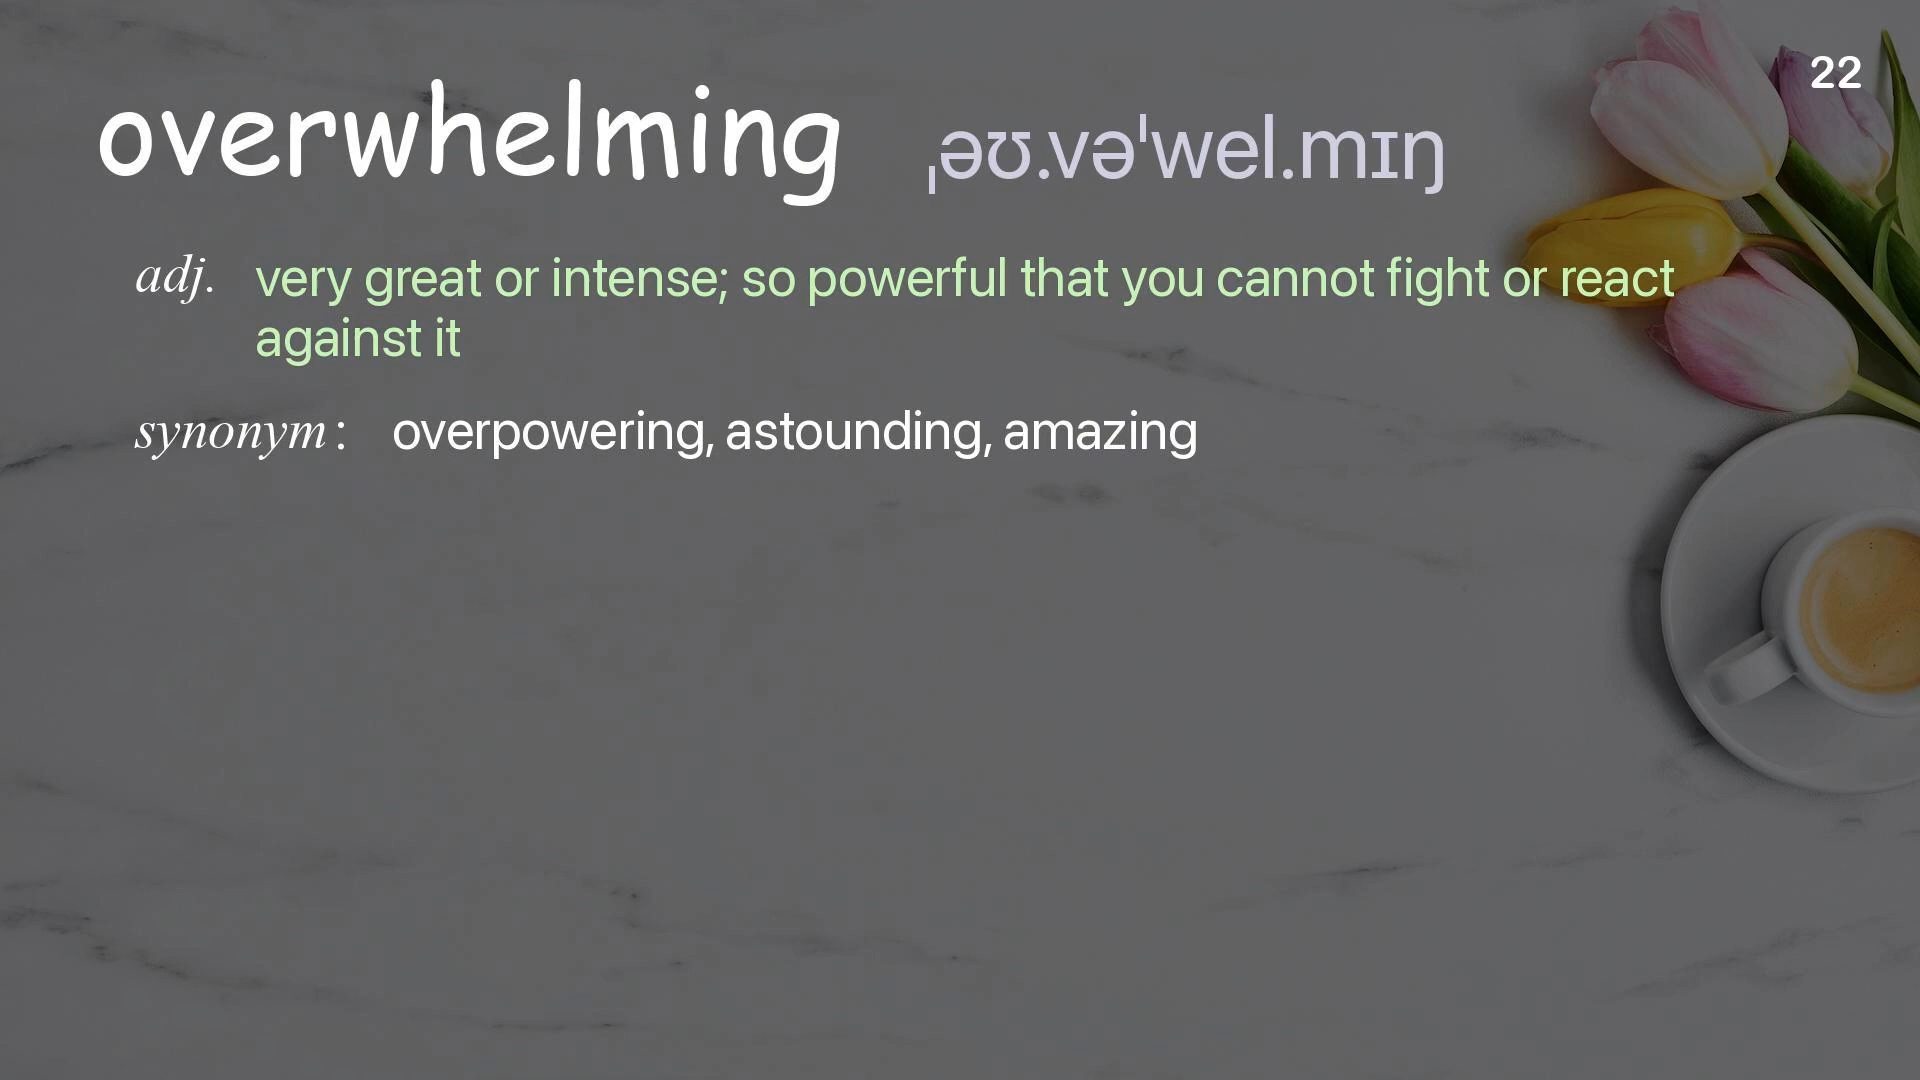 22
overwhelming ˌəʊ.vəˈwel.mɪŋ
adj. very great or intense; so powerful that you cannot fight or react
against it
synonym: overpowering, astounding, amazing